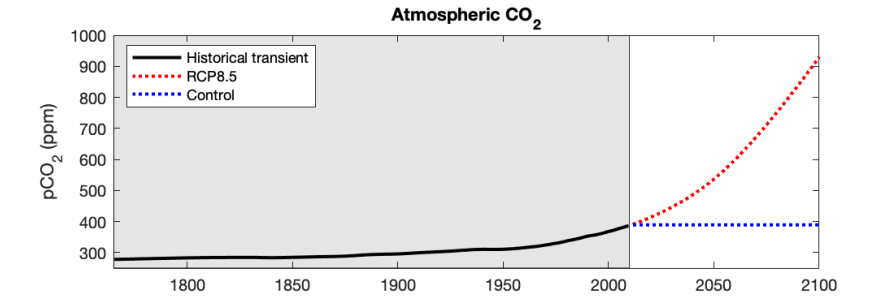 Atmospheric CO2
1000
900
800
700
600
500
400
300
pCO2 (ppm)
Historical transient
RCP8.5
Control
1800 1850 1900 1950 2000 2050 2100